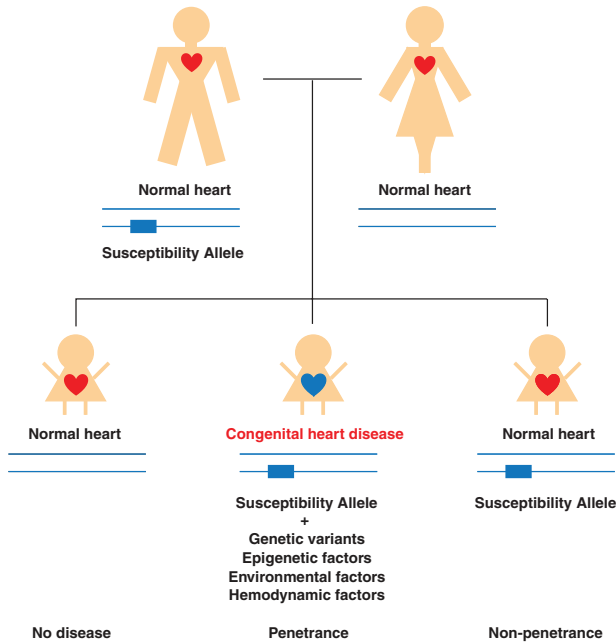 Normal heart
Normal heart
Susceptibility Allele
Normal heart
Congenital heart disease
Normal heart
Susceptibility Allele
+
Genetic variants
Epigenetic factors
Environmental factors
Hemodynamic factors
Susceptibility Allele
No disease
Penetrance
Non-penetrance